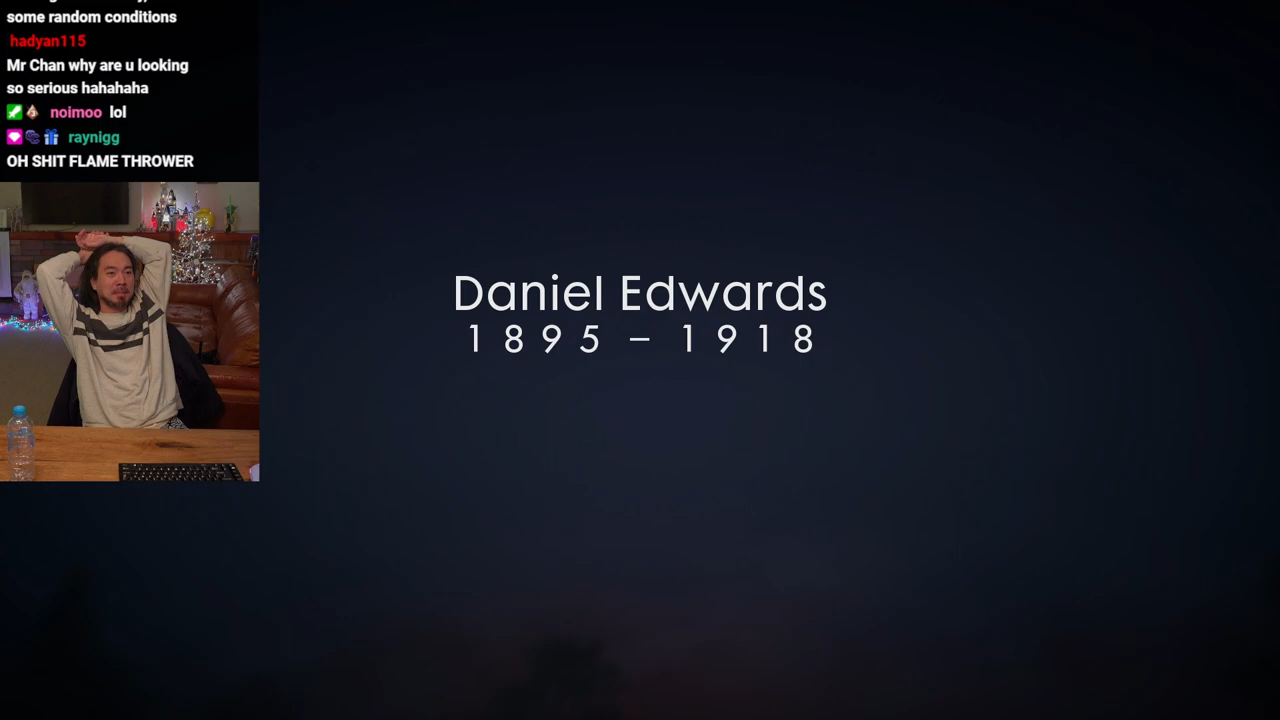 some random conditions
hadyan115
Mr Chan why are u looking
so serious hahahaha
noimoo lol
raynigg
OH SHIT FLAME THROWER
Daniel Edwards
1895 – 1918